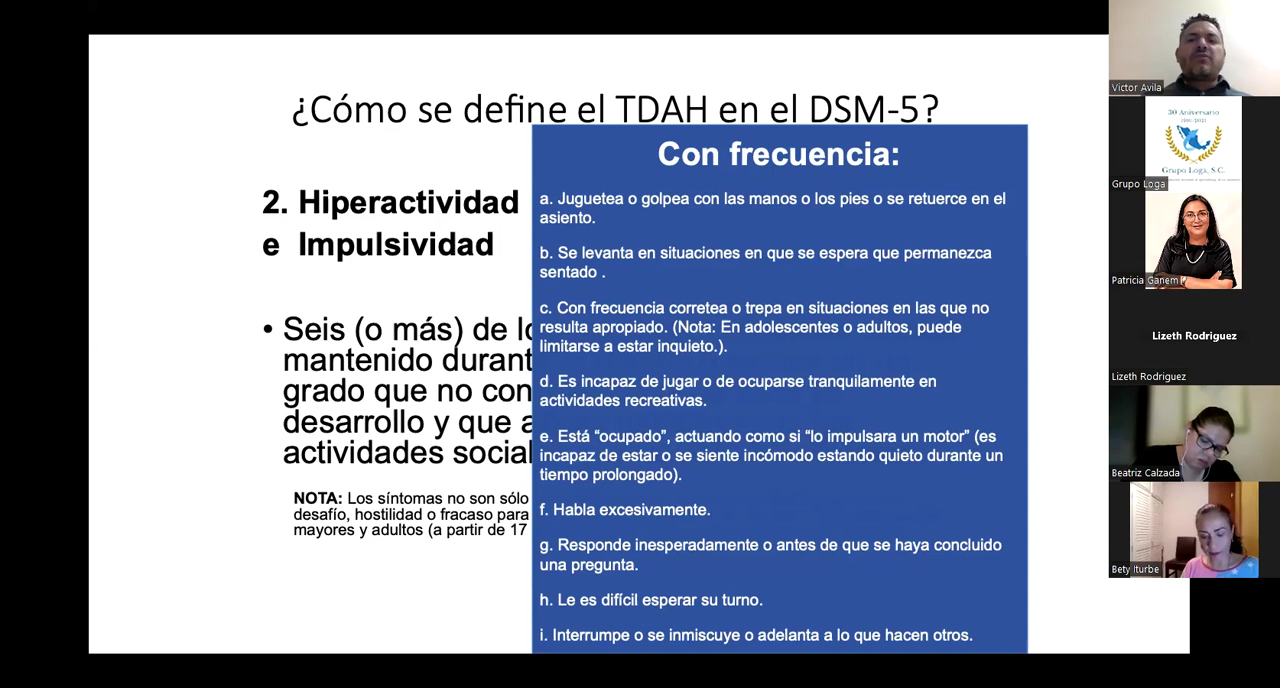 ¿Cómo se define el TDAH en el DSM-5?
2. Hiperactividad
e Impulsividad
• Seis (o más) de
mantenido
grado que no
desarrollo y que
actividades
NOTA: Los síntomas no son sólo
desafío, hostilidad o fracaso para
mayores y adultos (a partir de 17
Con frecuencia:
a. Juguetea o golpea con las manos o los pies o se retuerce en el
asiento.
b. Se levanta en situaciones en que se espera que permanezca
sentado .
c. Con frecuencia corretea o trepa en situaciones en las que no
resulta apropiado. (Nota: En adolescentes o adultos, puede
limitarse a estar inquieto.).
d. Es incapaz de jugar o de ocuparse tranquilamente en
actividades recreativas.
e. Está “ocupado”, actuando como si “lo impulsara un motor” (es
incapaz de estar o se siente incómodo estando quieto durante un
tiempo prolongado).
f. Habla excesivamente.
g. Responde inesperadamente o antes de que se haya concluido
una pregunta.
h. Le es difícil esperar su turno.
i. Interrumpe o se inmiscuye o adelanta a lo que hacen otros.
Victor Avila
30 Aniversario
Grupo Loga, S.C.
Grupo Loga
Patricia Ganem
Lizeth Rodriguez
Lizeth Rodriguez
Beatriz Calzada
Bety Iturbe